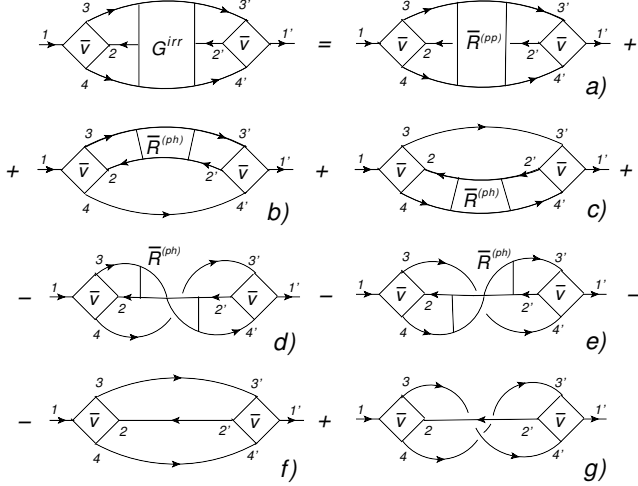 3 3' 3 3'
1 v̄ 2 G^irr 2' v̄ 1' = 1 v̄ 2 R̄^(pp) 2' v̄ 1' +
4 4' 4 4' a)
3 R̄^(ph) 3' 3 3'
+ 1 v̄ 2 2' v̄ 1' + 1 v̄ 2 2' v̄ 1' +
4 4' b) 4 R̄^(ph) 4' c)
3 R̄^(ph) 3' 3 R̄^(ph) 3'
− 1 v̄ 2 2' v̄ 1' − 1 v̄ 2 2' v̄ 1' −
4 4' d) 4 4' e)
3 3' 3 3'
− 1 v̄ 2 2' v̄ 1' + 1 v̄ 2 2' v̄ 1'
4 4' f) 4 4' g)